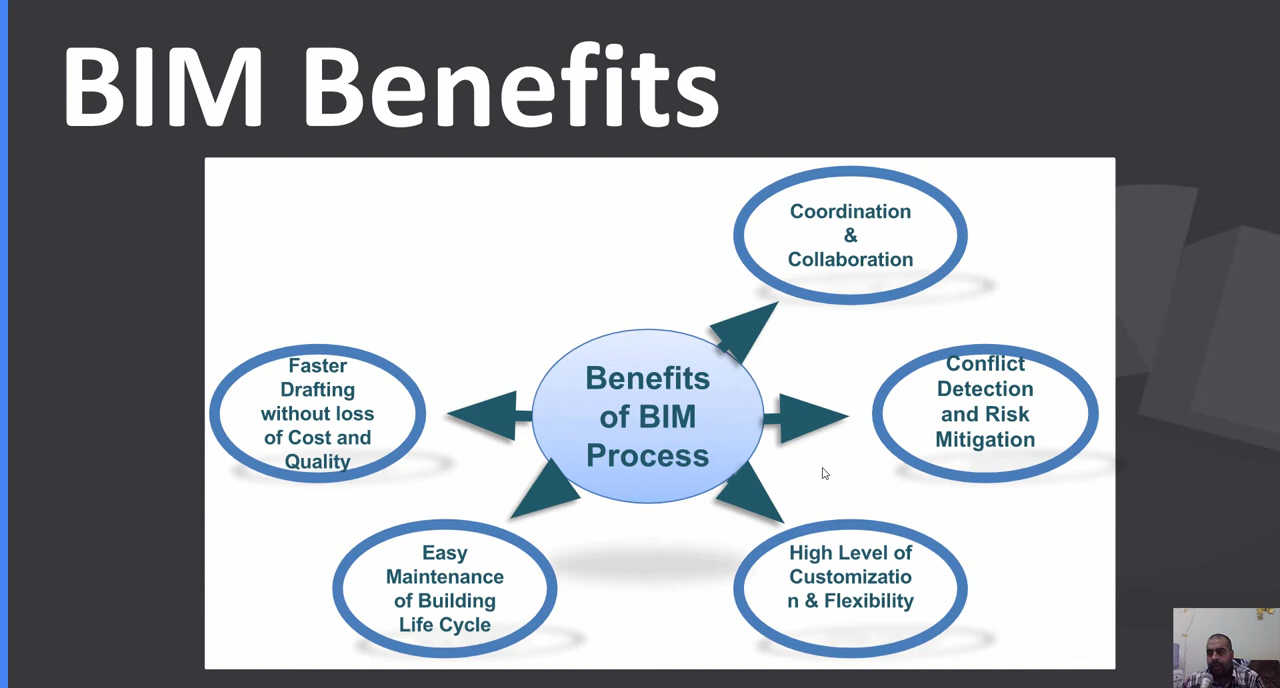 BIM Benefits
Coordination
&
Collaboration
Faster
Drafting
without loss
of Cost and
Quality
Benefits
of BIM
Process
Conflict
Detection
and Risk
Mitigation
Easy
Maintenance
of Building
Life Cycle
High Level of
Customizatio
n & Flexibility